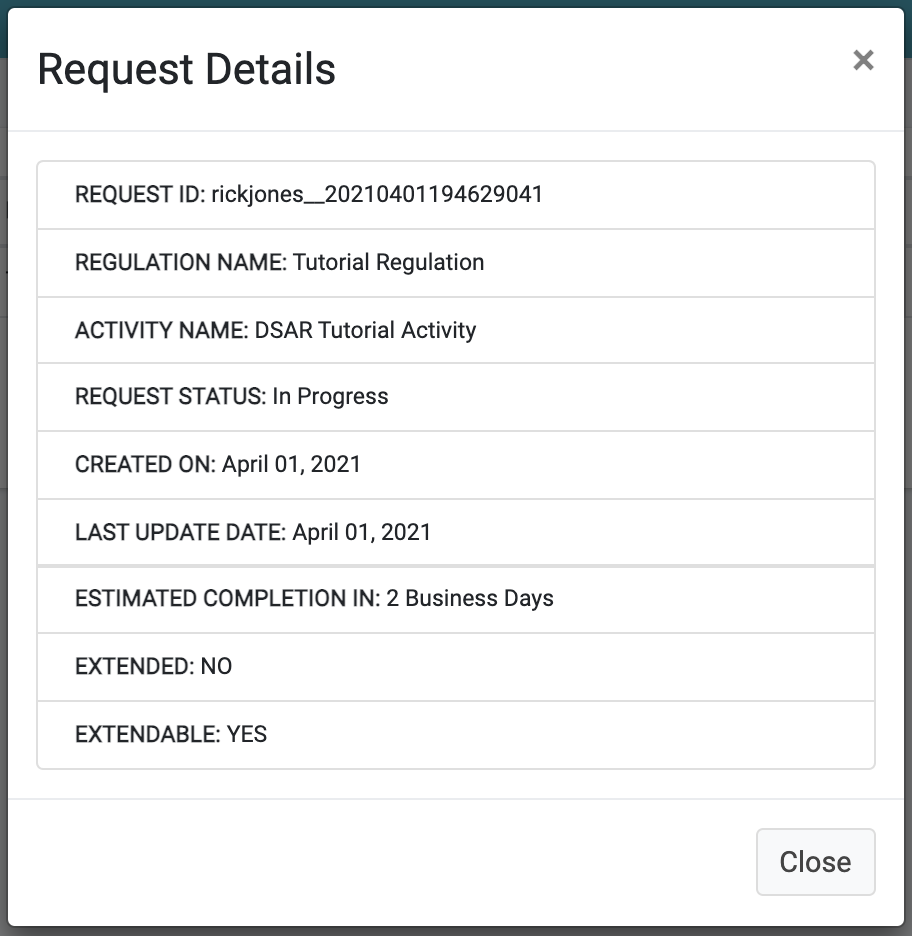 Request Details
×
REQUEST ID: rickjones__20210401194629041
REGULATION NAME: Tutorial Regulation
ACTIVITY NAME: DSAR Tutorial Activity
REQUEST STATUS: In Progress
CREATED ON: April 01, 2021
LAST UPDATE DATE: April 01, 2021
ESTIMATED COMPLETION IN: 2 Business Days
EXTENDED: NO
EXTENDABLE: YES
Close